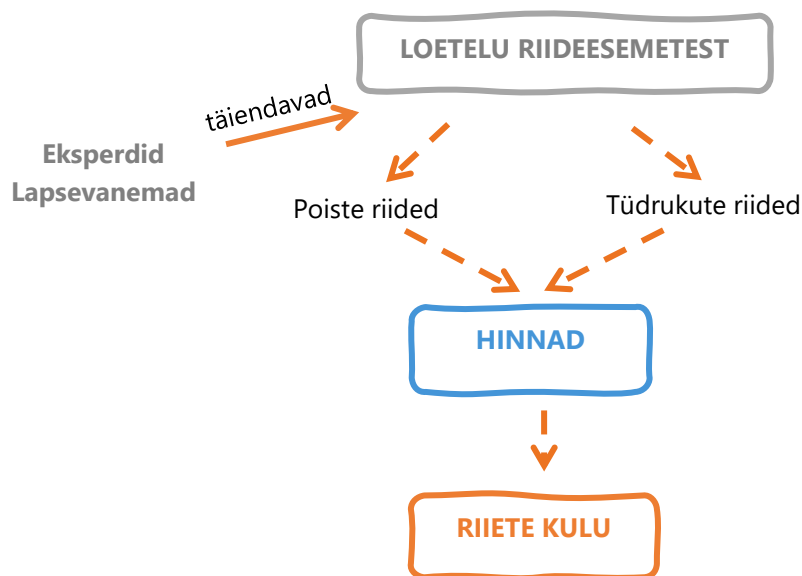 LOETELU RIIDEESEMETEST
täiendavad
Eksperdid
Lapsevanemad
Poiste riided
Tüdrukute riided
HINNAD
RIIETE KULU